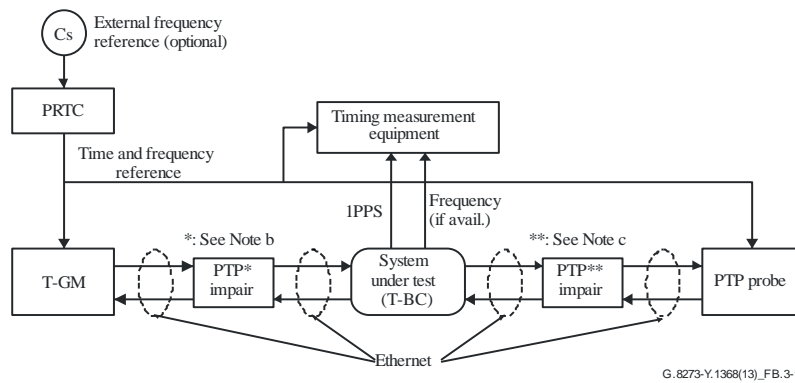 Cs
External frequency
reference (optional)
PRTC
Timing measurement
equipment
Time and frequency
reference
1PPS
Frequency
(if avail.)
*: See Note b
**: See Note c
T-GM
PTP*
impair
System
under test
(T-BC)
PTP**
impair
PTP probe
Ethernet
G.8273-Y.1368(13)_FB.3-